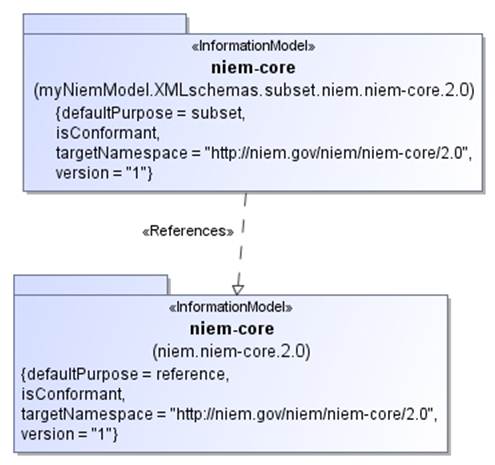 «InformationModel»
niem-core
(myNiemModel.XMLschemas.subset.niem.niem-core.2.0)
{defaultPurpose = subset,
isConformant,
targetNamespace = "http://niem.gov/niem/niem-core/2.0",
version = "1"}
«References»
«InformationModel»
niem-core
(niem.niem-core.2.0)
{defaultPurpose = reference,
isConformant,
targetNamespace = "http://niem.gov/niem/niem-core/2.0",
version = "1"}